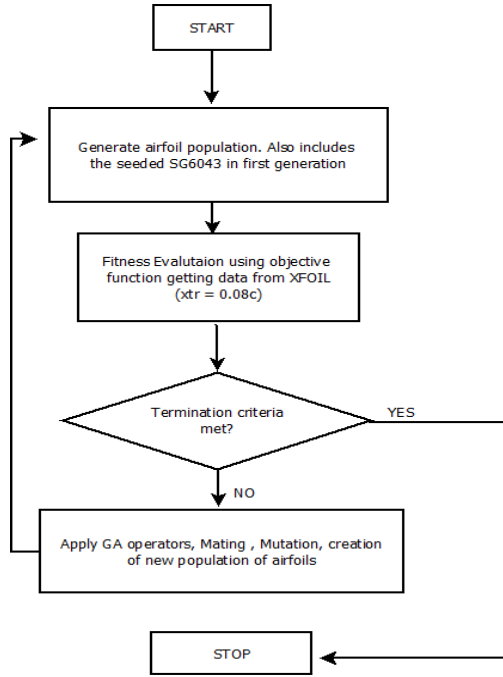 START
Generate airfoil population. Also includes
the seeded SG6043 in first generation
Fitness Evalutaion using objective
function getting data from XFOIL
(xtr = 0.08c)
Termination criteria
met?
YES
NO
Apply GA operators, Mating , Mutation, creation
of new population of airfoils
STOP